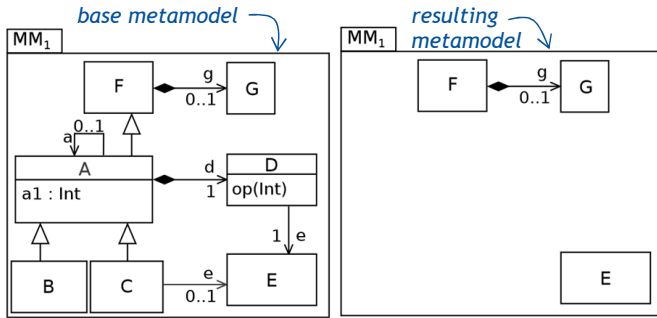 base metamodel
MM1
F
g
0..1
G
0..1
a
A
a1 : Int
d
1
D
op(Int)
1 e
B
C
e
0..1
E
resulting
metamodel
MM1
F
g
0..1
G
E